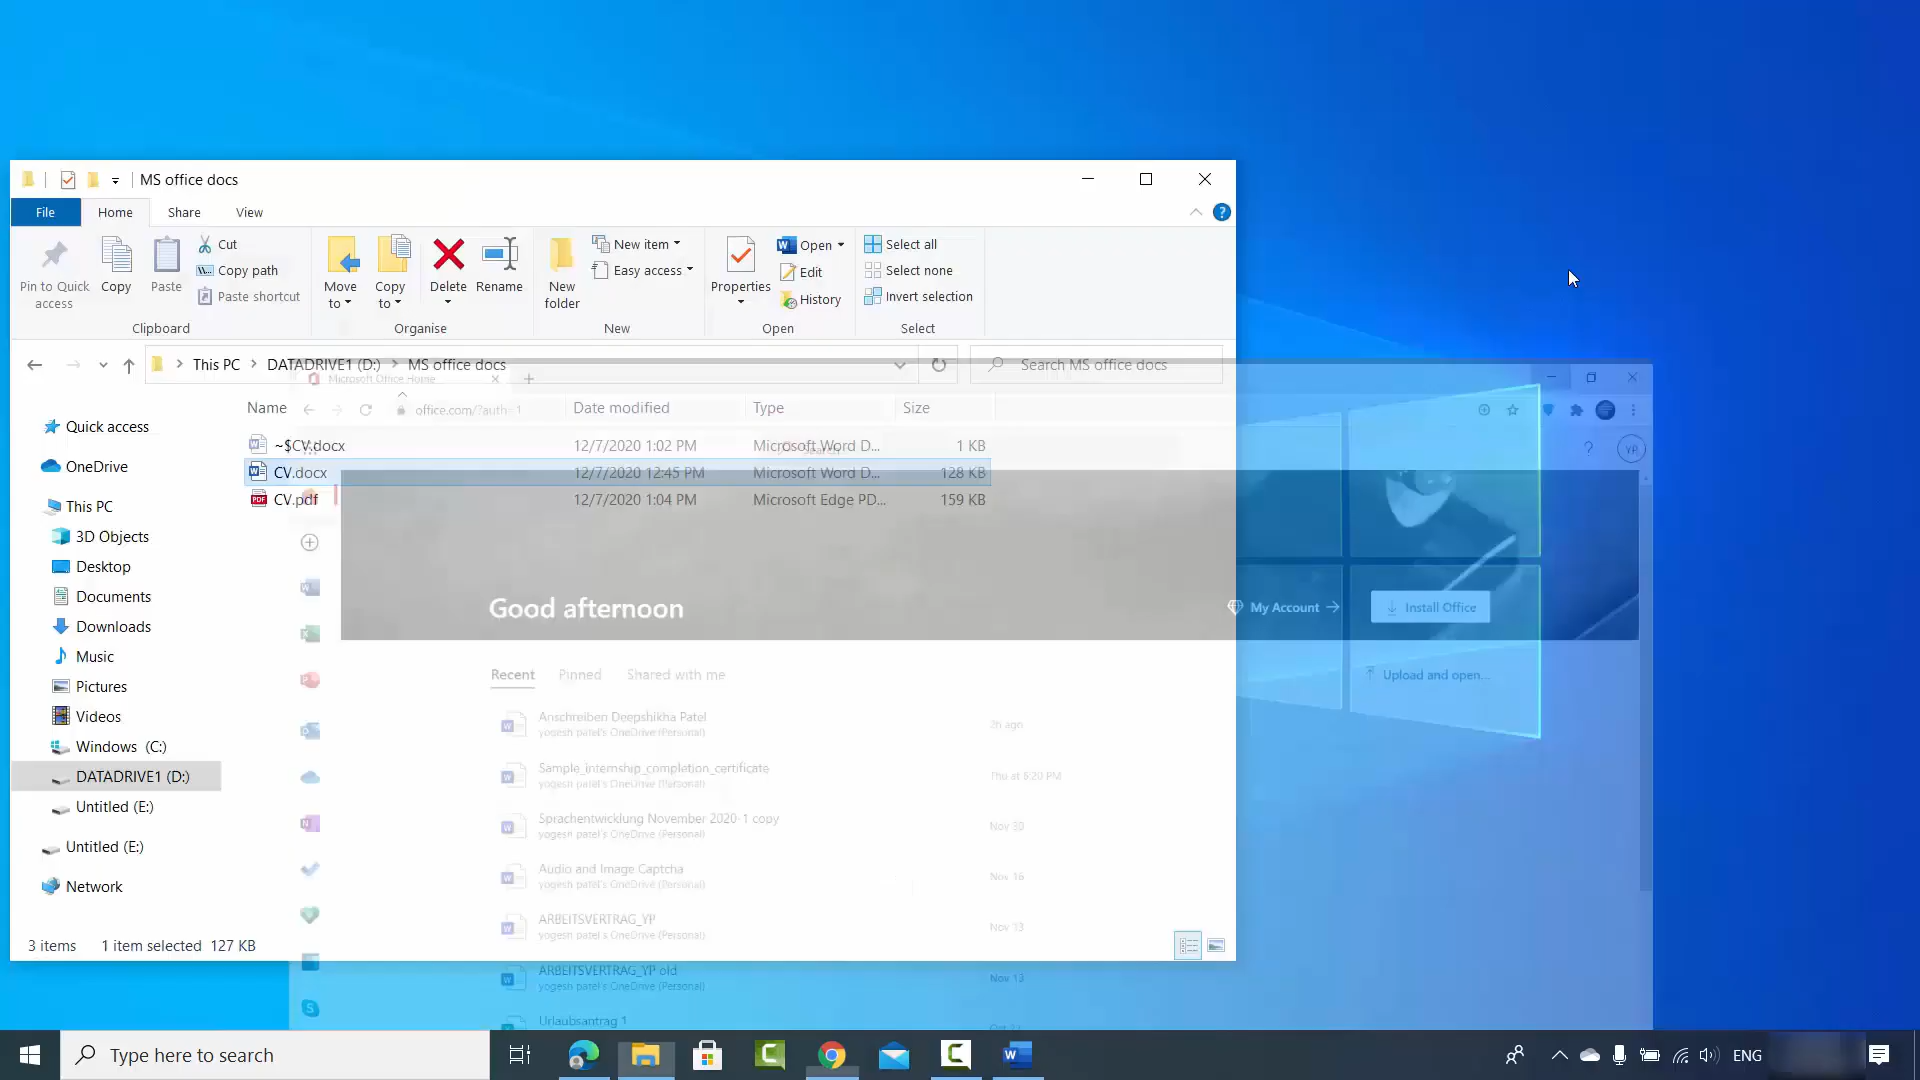 MS office docs
File Home Share View
Pin to Quick access
Copy
Paste
Cut
Copy path
Paste shortcut
Clipboard
Move to
Copy to
Delete
Rename
Organise
New folder
New item
Easy access
New
Properties
Open
Edit
History
Open
Select all
Select none
Invert selection
Select
This PC > DATADRIVE1 (D:) > MS office docs
Search MS office docs
Microsoft Office Home
office.com/?auth=1
Name Date modified Type Size
~$CV.docx 12/7/2020 1:02 PM Microsoft Word D... 1 KB
CV.docx 12/7/2020 12:45 PM Microsoft Word D... 128 KB
CV.pdf 12/7/2020 1:04 PM Microsoft Edge PD... 159 KB
Quick access
OneDrive
This PC
3D Objects
Desktop
Documents
Downloads
Music
Pictures
Videos
Windows (C:)
DATADRIVE1 (D:)
Untitled (E:)
Untitled (E:)
Network
YP
Good afternoon
My Account
Install Office
Recent Pinned Shared with me
Upload and open...
Anschreiben Deepshikha Patel
yogesh patel's OneDrive (Personal)
2h ago
Sample_internship_completion_certificate
yogesh patel's OneDrive (Personal)
Thu at 6:20 PM
Sprachentwicklung November 2020-1 copy
yogesh patel's OneDrive (Personal)
Nov 30
Audio and Image Captcha
yogesh patel's OneDrive (Personal)
Nov 16
ARBEITSVERTRAG_YP
yogesh patel's OneDrive (Personal)
Nov 13
ARBEITSVERTRAG_YP old
yogesh patel's OneDrive (Personal)
Nov 13
Urlaubsantrag 1
3 items 1 item selected 127 KB
Type here to search
ENG